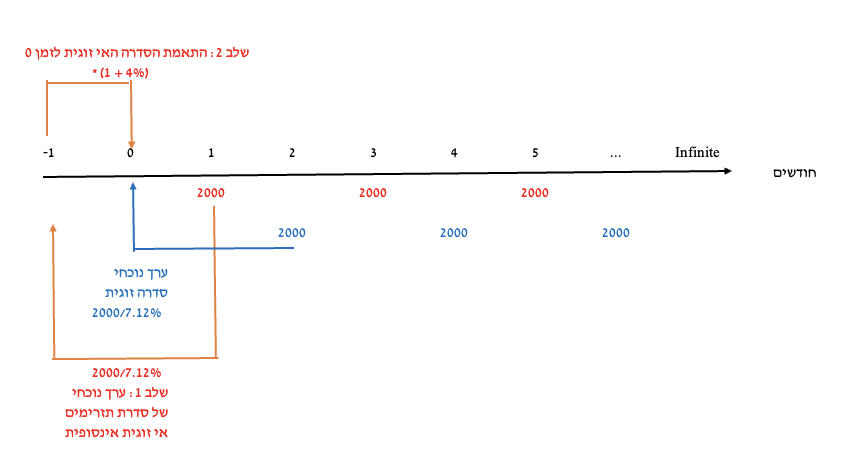 שלב 2: התאמת הסדרה האי זוגית לזמן 0
* (1 + 4%)
-1 0 1 2 3 4 5 ... Infinite
חודשים
2000 2000 2000
2000 2000 2000
ערך נוכחי
סדרה זוגית
2000/7.12%
2000/7.12%
שלב 1: ערך נוכחי
של סדרת תזרימים
אי זוגית אינסופית